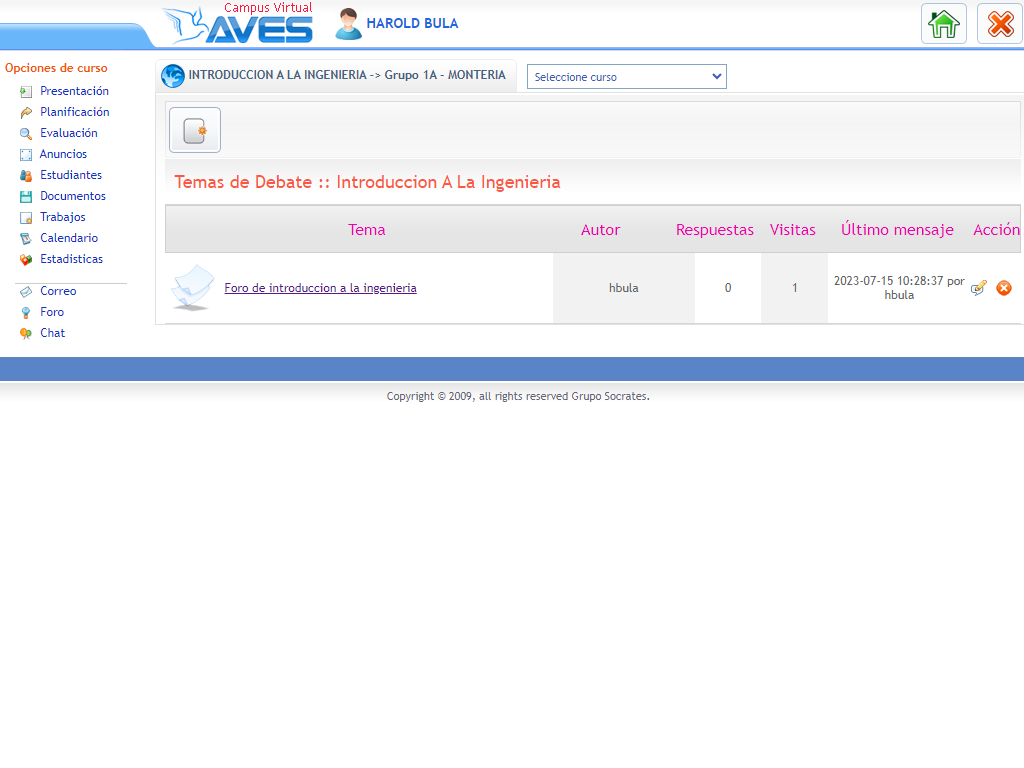 Campus Virtual
AVES
HAROLD BULA
Opciones de curso
Presentación
Planificación
Evaluación
Anuncios
Estudiantes
Documentos
Trabajos
Calendario
Estadisticas
Correo
Foro
Chat
INTRODUCCION A LA INGENIERIA -> Grupo 1A - MONTERIA
Seleccione curso
Temas de Debate :: Introduccion A La Ingenieria
Tema Autor Respuestas Visitas Último mensaje Acción
Foro de introduccion a la ingenieria hbula 0 1 2023-07-15 10:28:37 por
hbula
Copyright © 2009, all rights reserved Grupo Socrates.